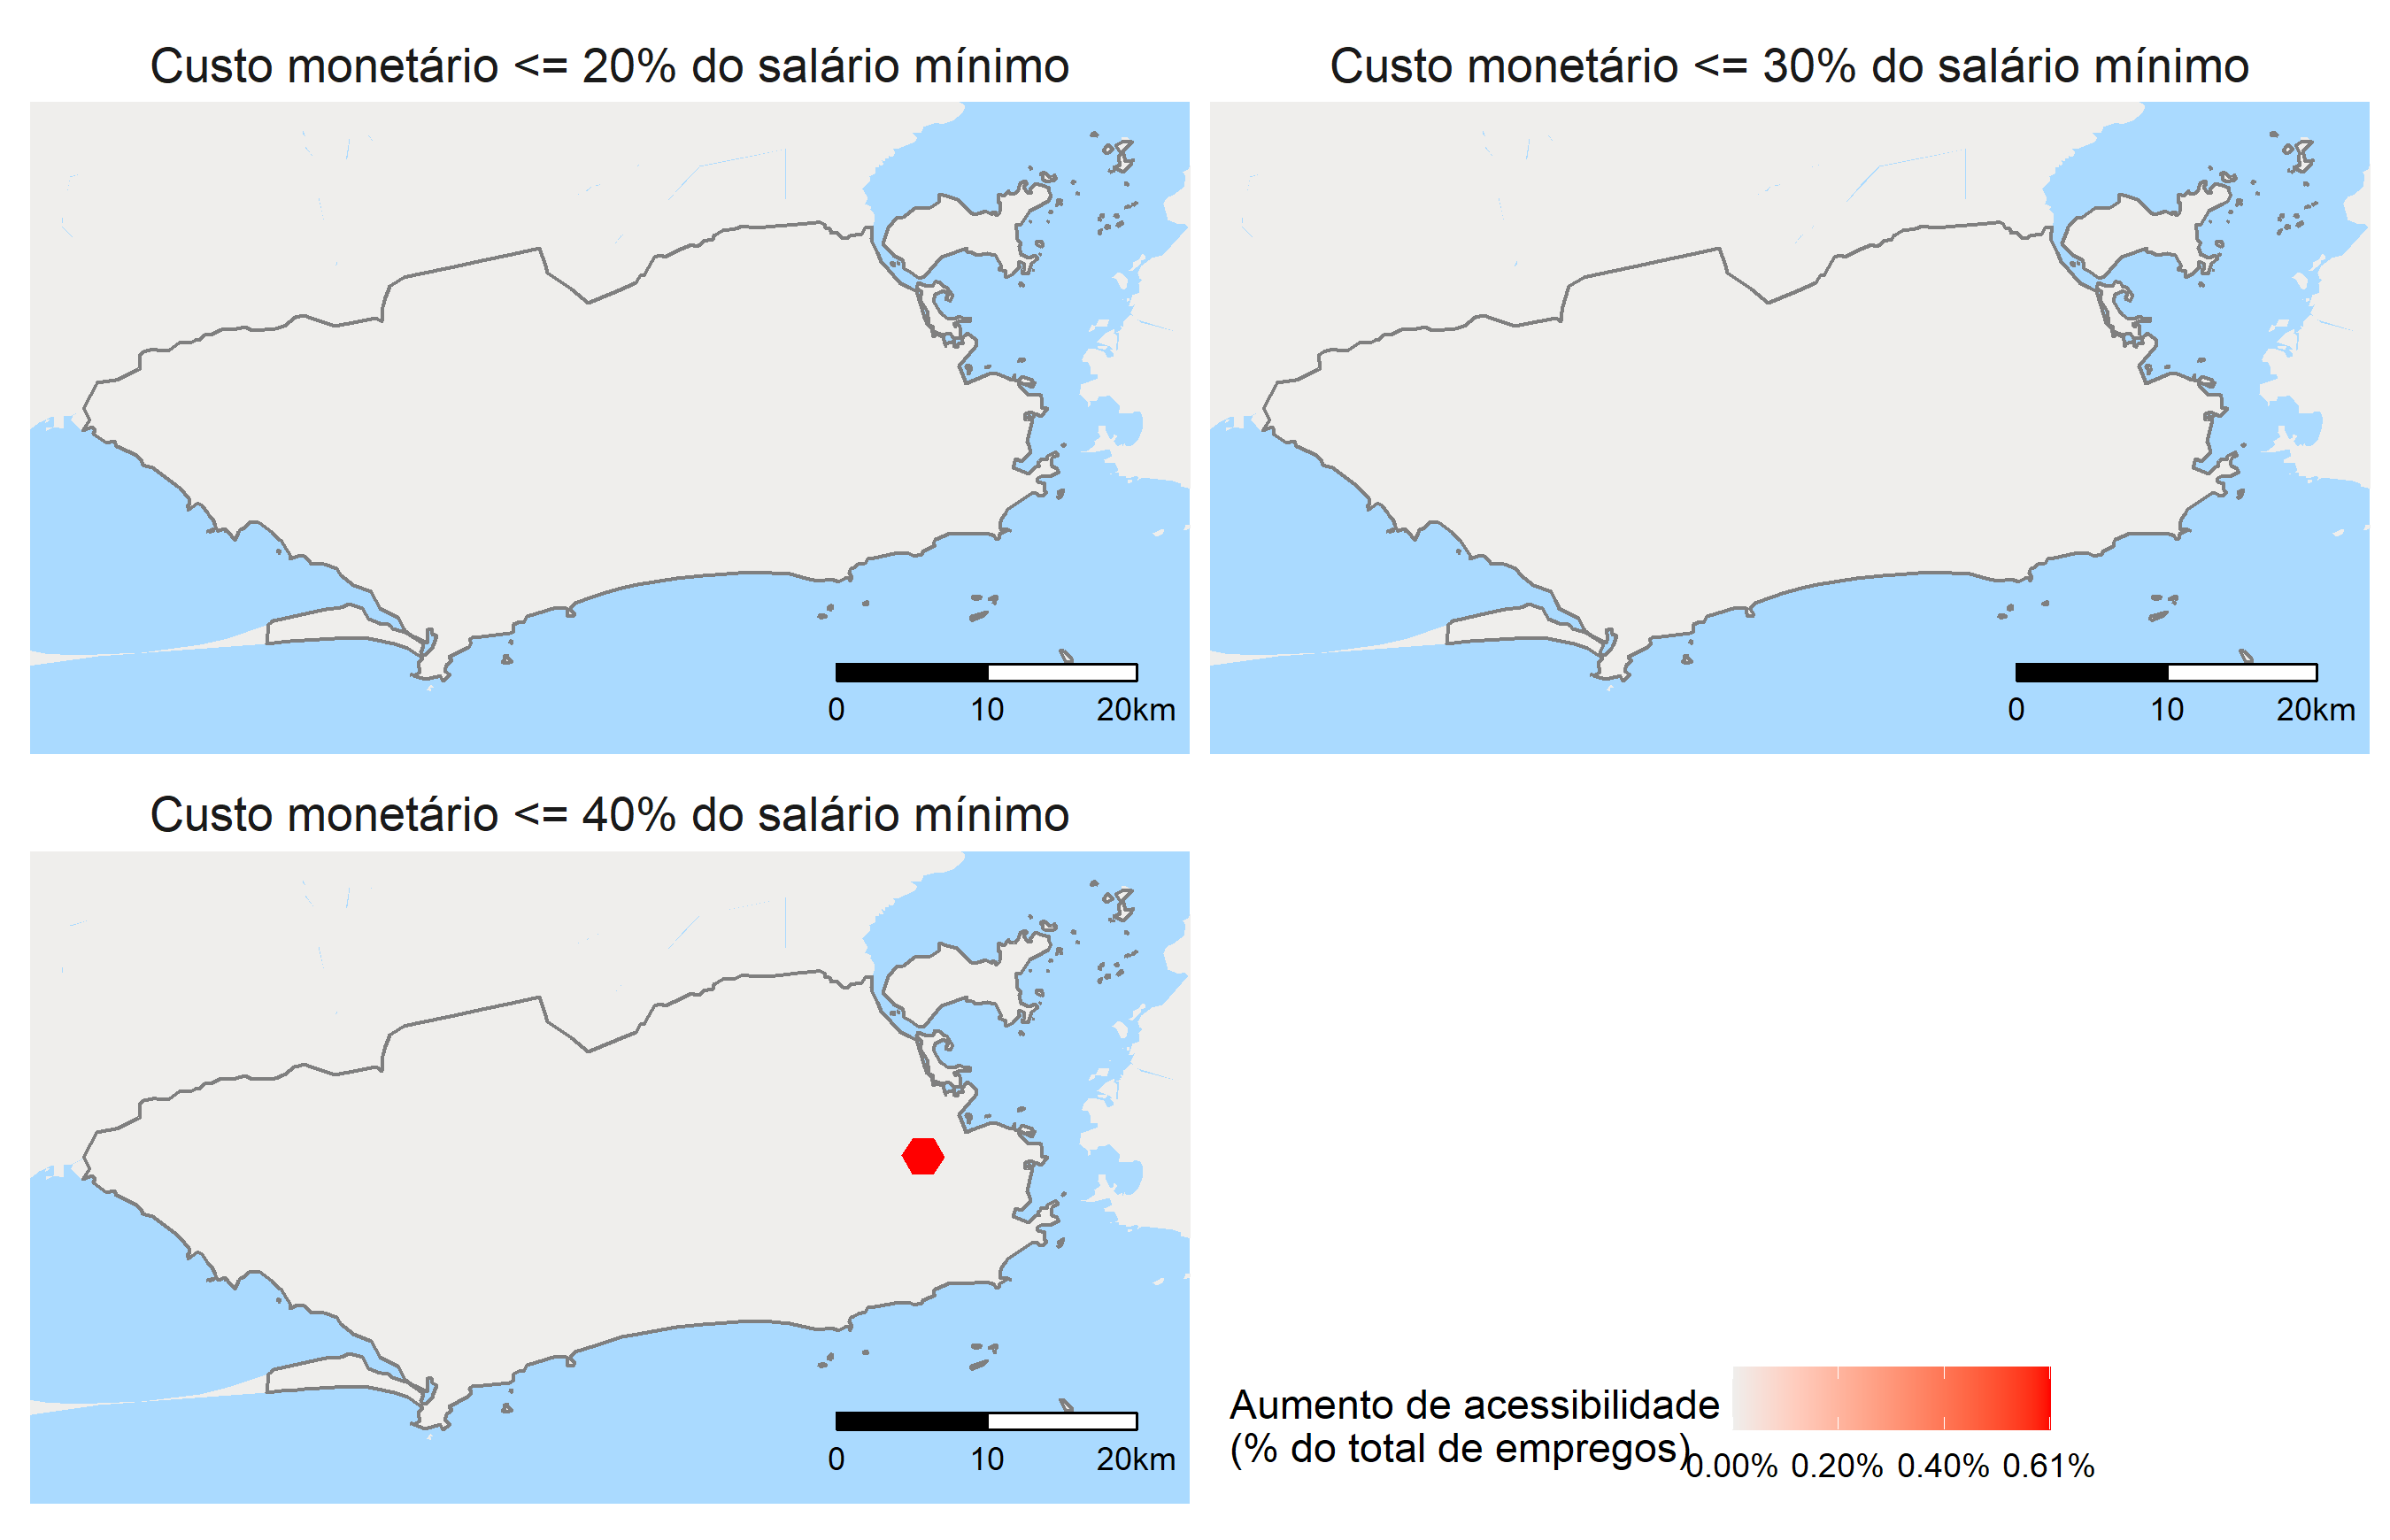 Custo monetário <= 20% do salário mínimo
Custo monetário <= 30% do salário mínimo
0 10 20km
0 10 20km
Custo monetário <= 40% do salário mínimo
0 10 20km
Aumento de acessibilidade
(% do total de empregos)
0.00% 0.20% 0.40% 0.61%